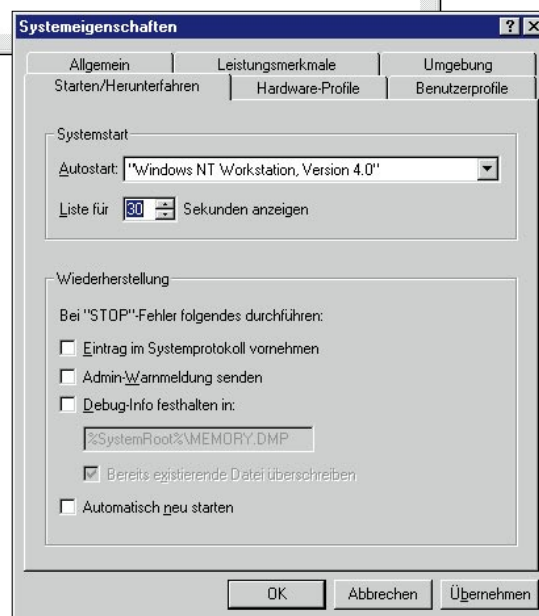 Systemeigenschaften
Allgemein Leistungsmerkmale Umgebung
Starten/Herunterfahren Hardware-Profile Benutzerprofile
Systemstart
Autostart: "Windows NT Workstation, Version 4.0"
Liste für 30 Sekunden anzeigen
Wiederherstellung
Bei "STOP"-Fehler folgendes durchführen:
Eintrag im Systemprotokoll vornehmen
Admin-Warnmeldung senden
Debug-Info festhalten in:
%SystemRoot%\MEMORY.DMP
Bereits existierende Datei überschreiben
Automatisch neu starten
OK Abbrechen Übernehmen